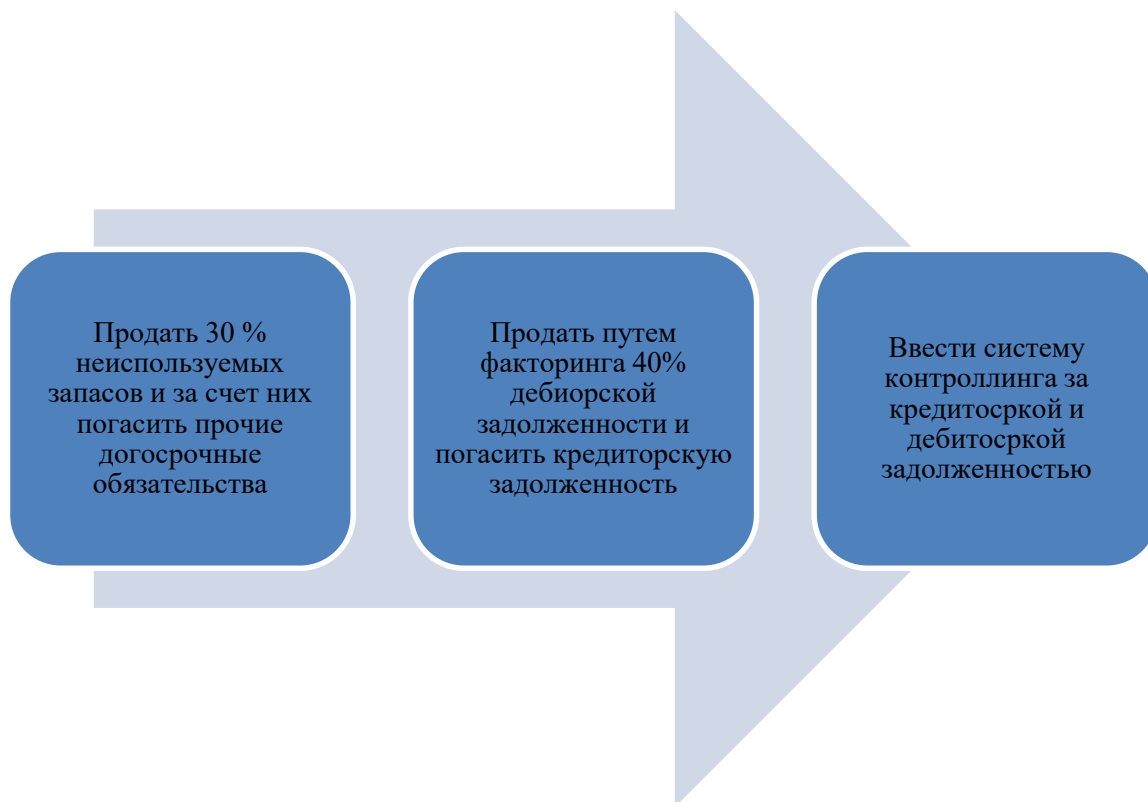 Продать 30 %
неиспользуемых
запасов и за счет них
погасить прочие
догосрочные
обязательства
Продать путем
факторинга 40%
дебиорской
задолженности и
погасить кредиторскую
задолженность
Ввести систему
контроллинга за
кредитосркой и
дебитосркой
задолженностью